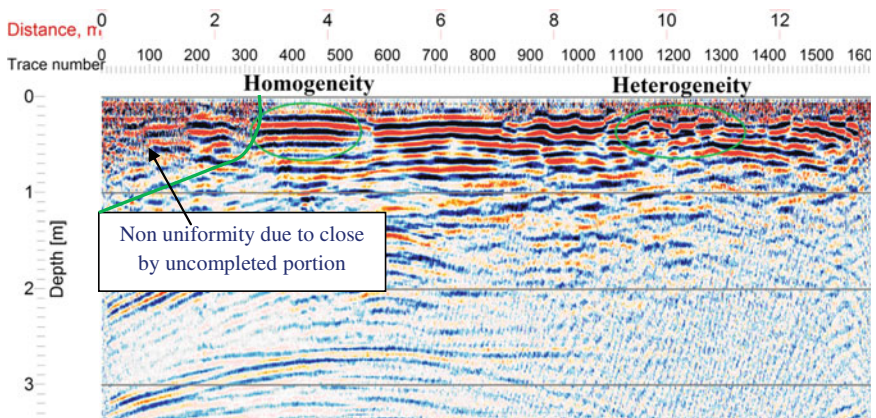 0 2 4 6 8 10 12
Distance, m
0 100 200 300 400 500 600 700 800 1000 1100 1200 1300 1400 1500 160
Trace number
Homogeneity Heterogeneity
0
1
Non uniformity due to close
by uncompleted portion
Depth [m]
2
3